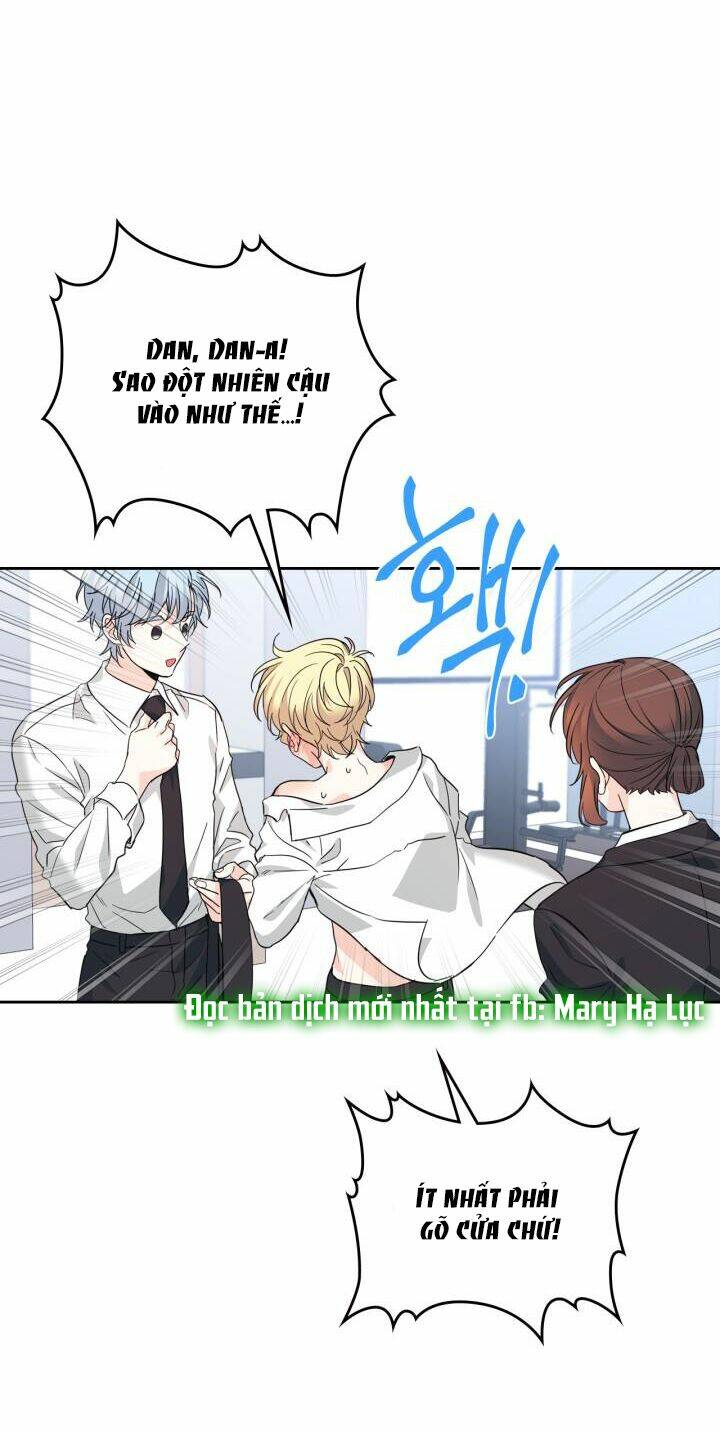 DAN, DAN-A!
SAO ĐỘT NHIÊN CẬU
VÀO NHƯ THẾ...!
홱!
Đọc bản dịch mới nhất tại fb: Mary Hạ Lục
ÍT NHẤT PHẢI
GÕ CỬA CHỨ!